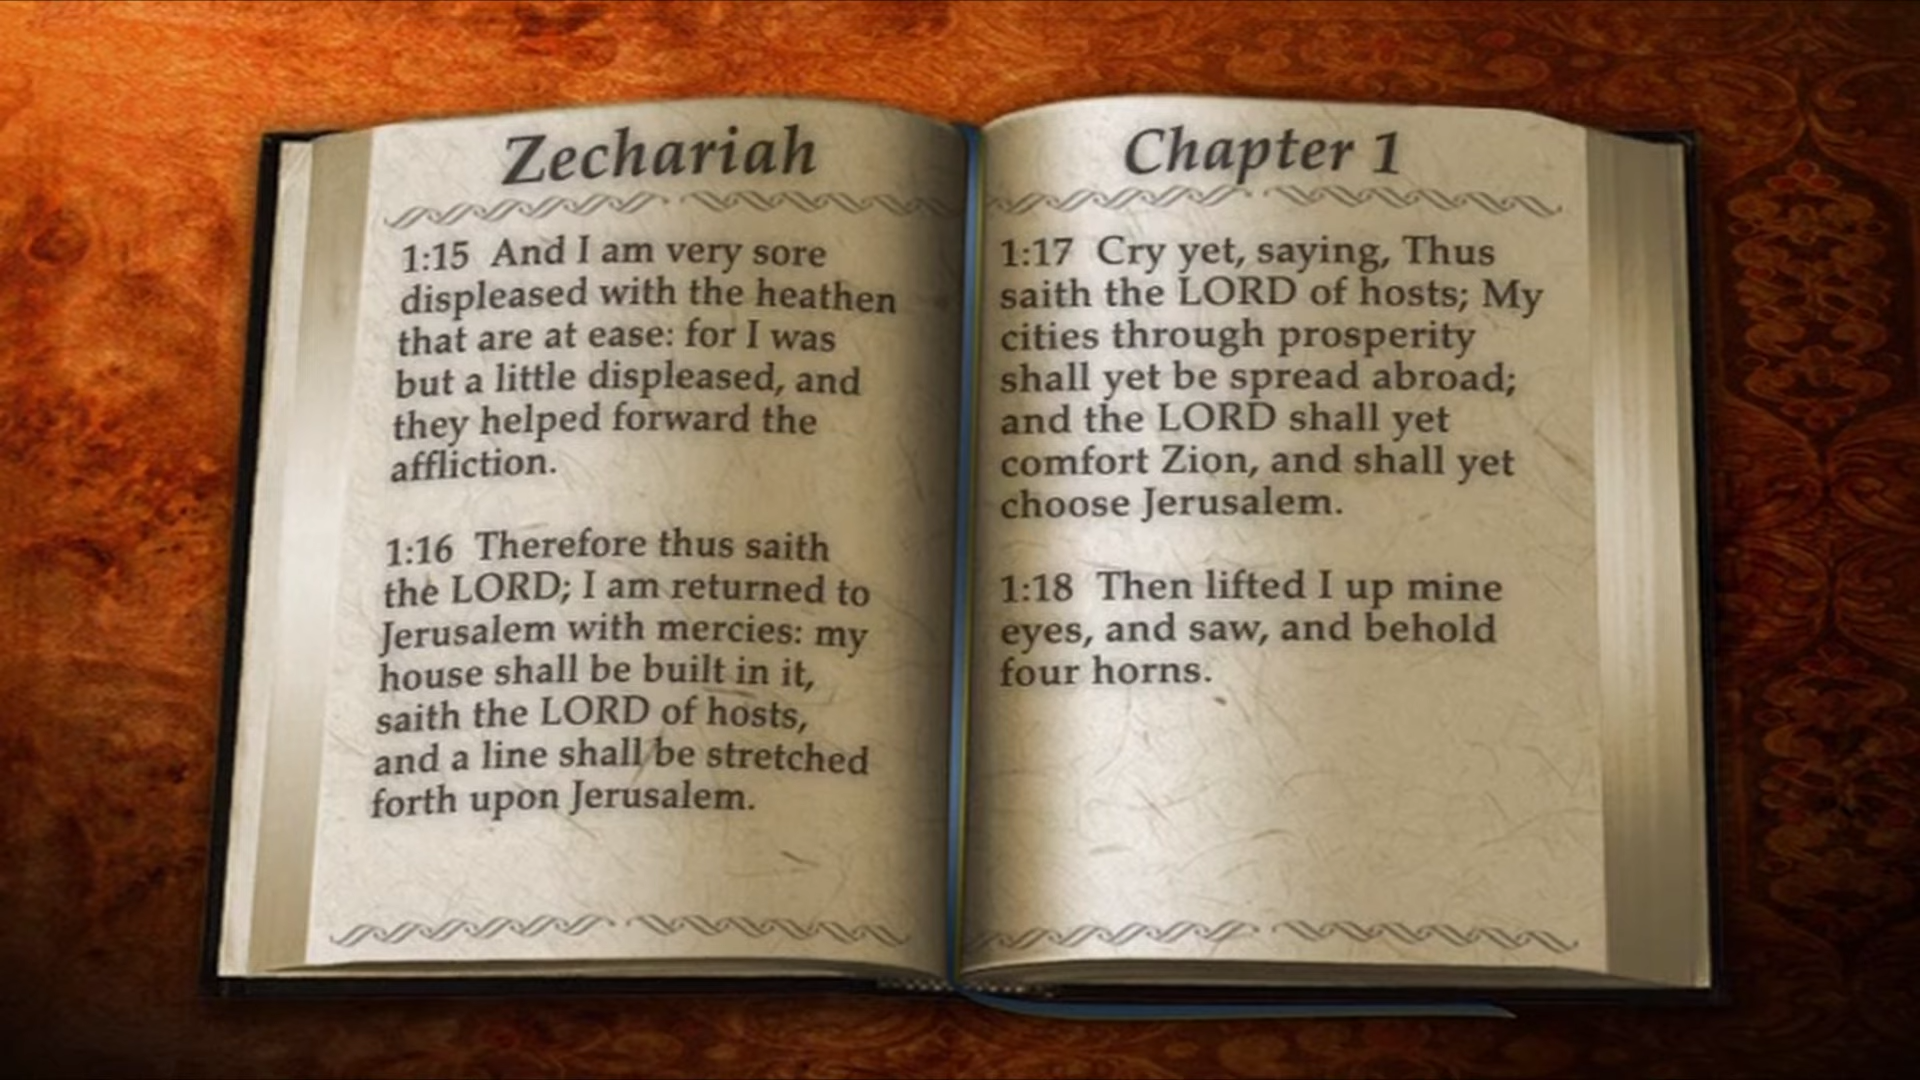 Zechariah
1:15 And I am very sore
displeased with the heathen
that are at ease: for I was
but a little displeased, and
they helped forward the
affliction.
1:16 Therefore thus saith
the LORD; I am returned to
Jerusalem with mercies: my
house shall be built in it,
saith the LORD of hosts,
and a line shall be stretched
forth upon Jerusalem.
Chapter 1
1:17 Cry yet, saying, Thus
saith the LORD of hosts; My
cities through prosperity
shall yet be spread abroad;
and the LORD shall yet
comfort Zion, and shall yet
choose Jerusalem.
1:18 Then lifted I up mine
eyes, and saw, and behold
four horns.